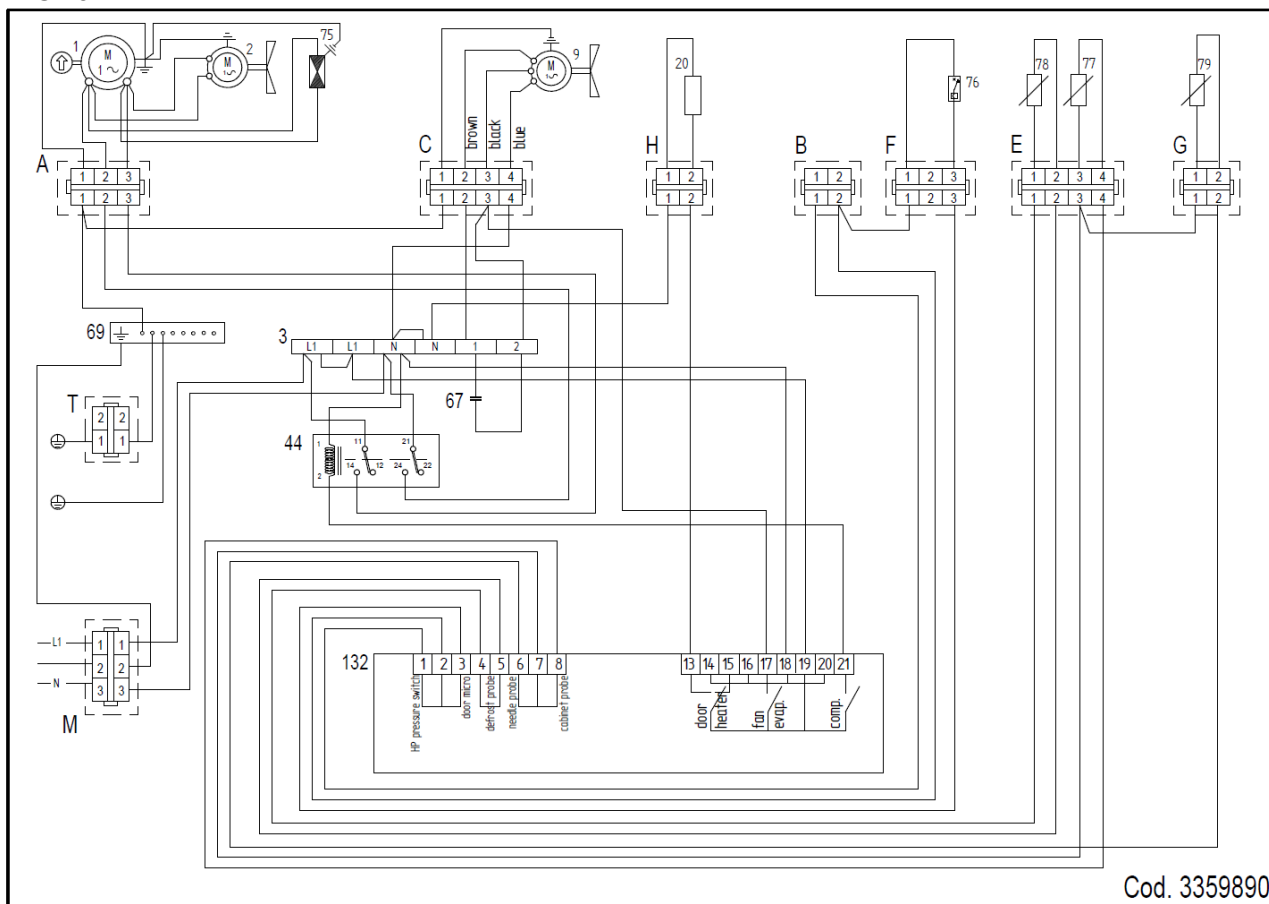 1 2 75 9 20 76 78 77 79
M
1
M
1
M
1
brown
black
blue
A C H B F E G
1 2 3 1 2 3 4 1 2 1 2 1 2 3 1 2 3 4 1 2
1 2 3 1 2 3 4 1 2 1 2 1 2 3 1 2 3 4 1 2
69
3 L1 L1 N N 1 2
T
2 2
1 1
67
44 1 11 21
14 12 24 22
2
L1 1 1
2 2
N 3 3
M
132 1 2 3 4 5 6 7 8 13 14 15 16 17 18 19 20 21
HP pressure switch
door micro
defrost probe
needle probe
cabinet probe
door
heater
fan
evap.
comp.
Cod. 3359890